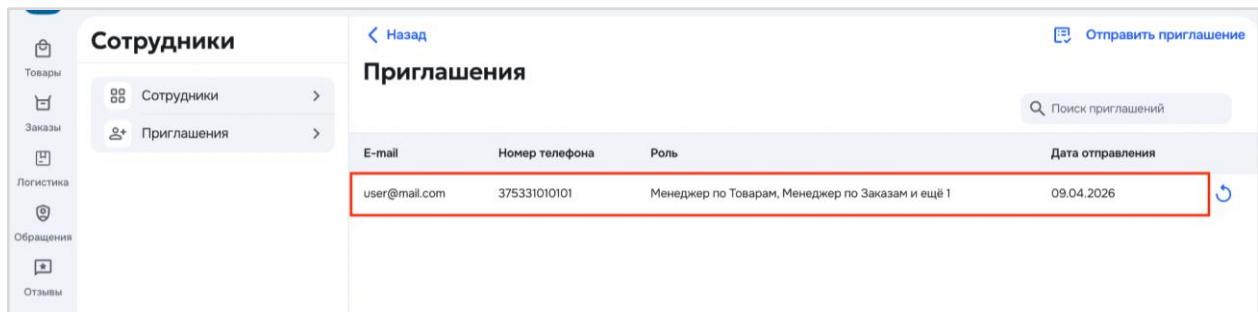 Товары
Заказы
Логистика
Обращения
Отзывы
Сотрудники
Сотрудники
Приглашения
Назад
Отправить приглашение
Приглашения
Поиск приглашений
E-mail Номер телефона Роль Дата отправления
user@mail.com 375331010101 Менеджер по Товарам, Менеджер по Заказам и ещё 1 09.04.2026